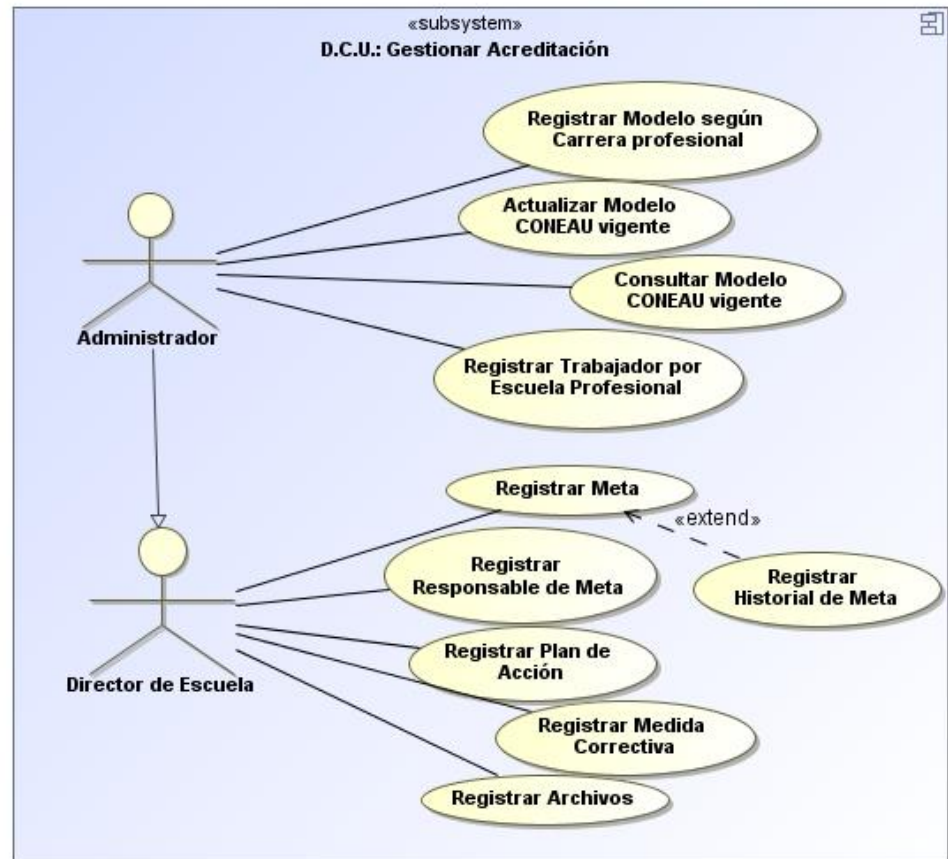 «subsystem»
D.C.U.: Gestionar Acreditación
Registrar Modelo según
Carrera profesional
Actualizar Modelo
CONEAU vigente
Consultar Modelo
CONEAU vigente
Administrador
Registrar Trabajador por
Escuela Profesional
Registrar Meta
«extend»
Registrar
Responsable de Meta
Registrar
Historial de Meta
Registrar Plan de
Acción
Director de Escuela
Registrar Medida
Correctiva
Registrar Archivos